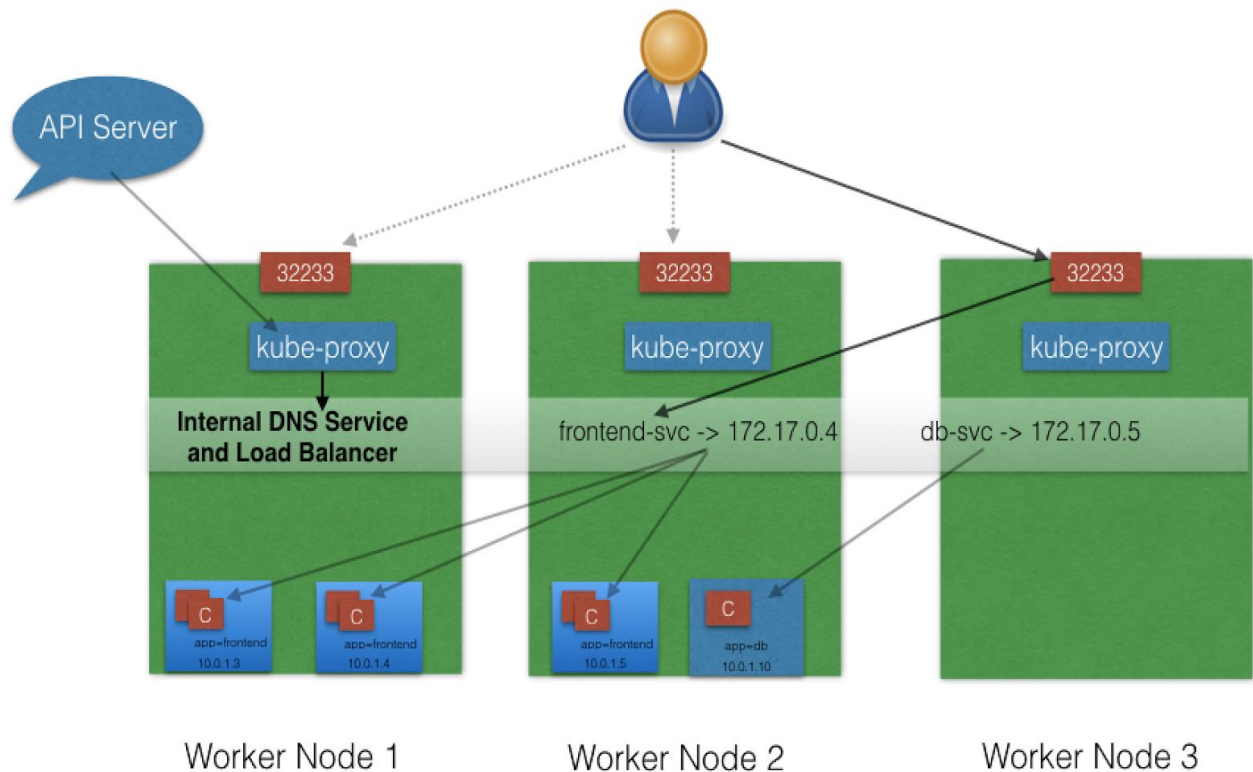 API Server
32233
32233
32233
kube-proxy
kube-proxy
kube-proxy
Internal DNS Service
and Load Balancer
frontend-svc -> 172.17.0.4
db-svc -> 172.17.0.5
C
app=frontend
10.0.1.3
C
app=frontend
10.0.1.4
C
app=frontend
10.0.1.5
C
app=db
10.0.1.10
Worker Node 1
Worker Node 2
Worker Node 3